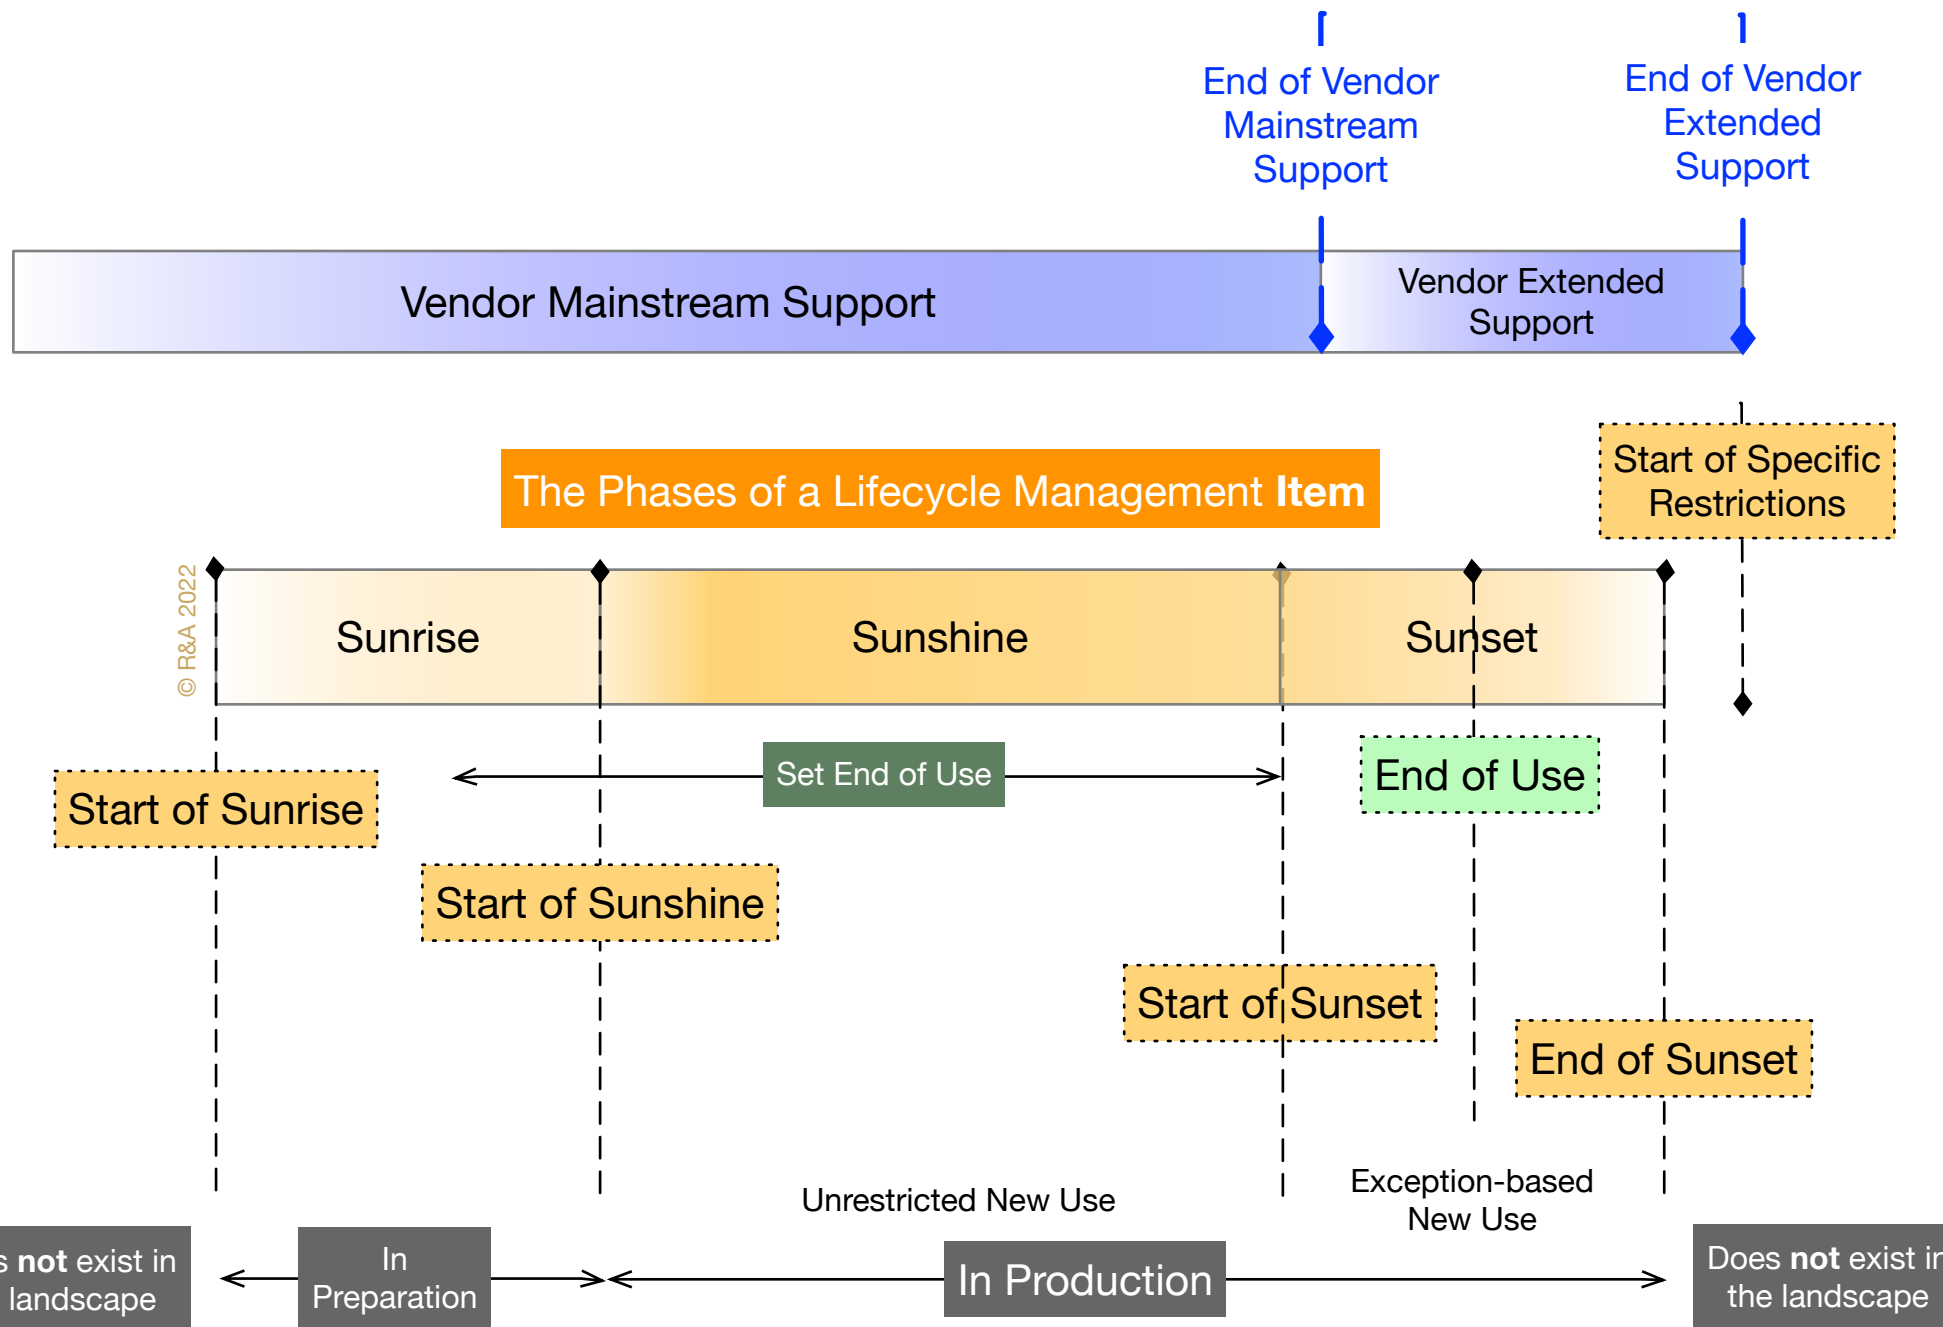 End of Vendor
Mainstream
Support
End of Vendor
Extended
Support
Vendor Mainstream Support
Vendor Extended
Support
The Phases of a Lifecycle Management Item
Start of Specific
Restrictions
© R&A 2022
Sunrise
Sunshine
Sunset
Set End of Use
End of Use
Start of Sunrise
Start of Sunshine
Start of Sunset
End of Sunset
Unrestricted New Use
Exception-based
New Use
not exist in
landscape
In
Preparation
In Production
Does not exist in
the landscape